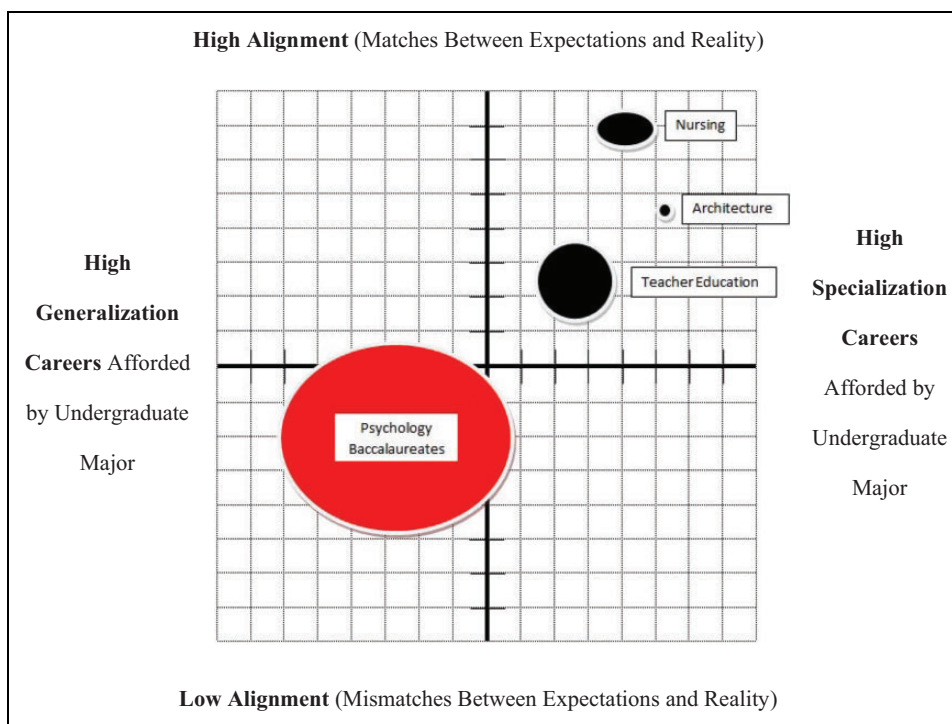 High Alignment (Matches Between Expectations and Reality)
Nursing
Architecture
Teacher Education
High
Generalization
Careers Afforded
by Undergraduate
Major
High
Specialization
Careers
Afforded by
Undergraduate
Major
Psychology
Baccalaureates
Low Alignment (Mismatches Between Expectations and Reality)